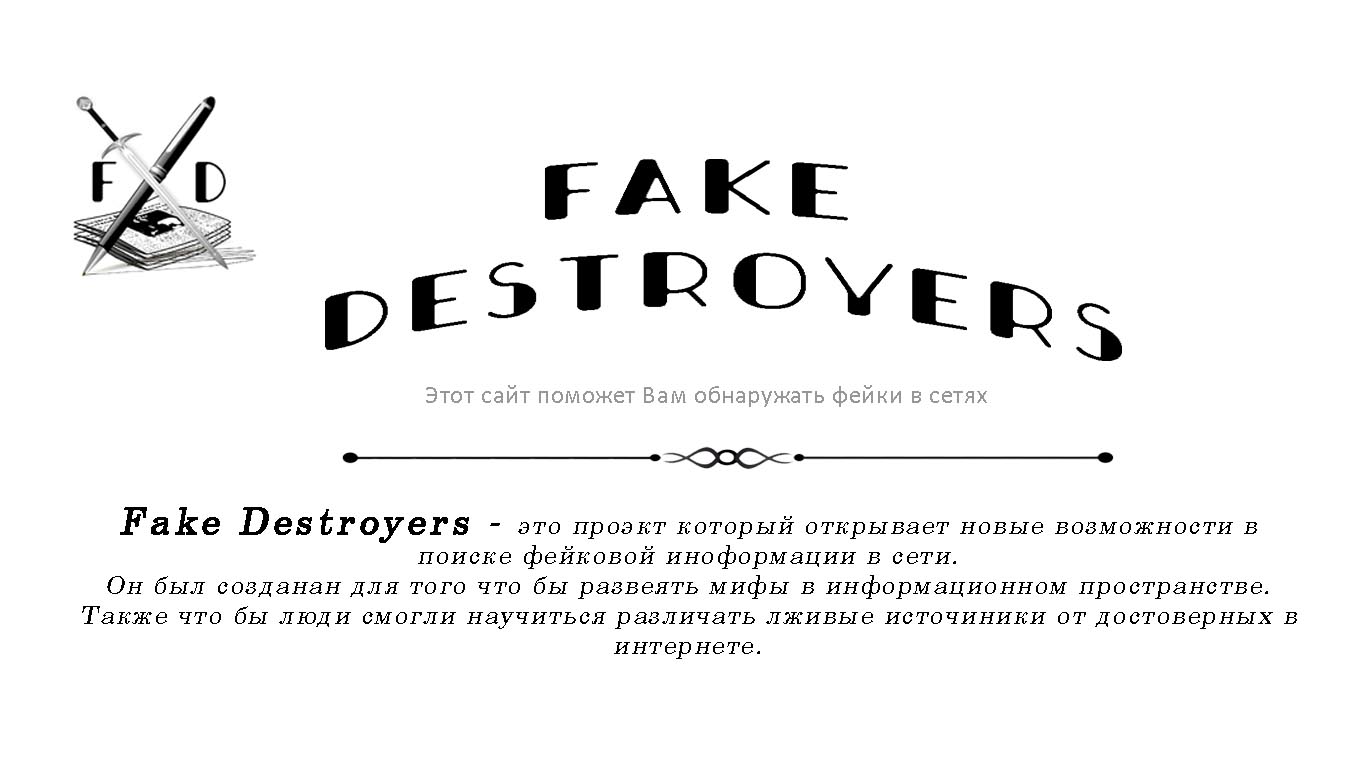 F D
FAKE
DESTROYERS
Этот сайт поможет Вам обнаружать фейки в сетях
Fake Destroyers - это проэкт который открывает новые возможности в
поиске фейковой иноформации в сети.
Он был созданан для того что бы развеять мифы в информационном пространстве.
Также что бы люди смогли научиться различать лживые источиники от достоверных в
интернете.